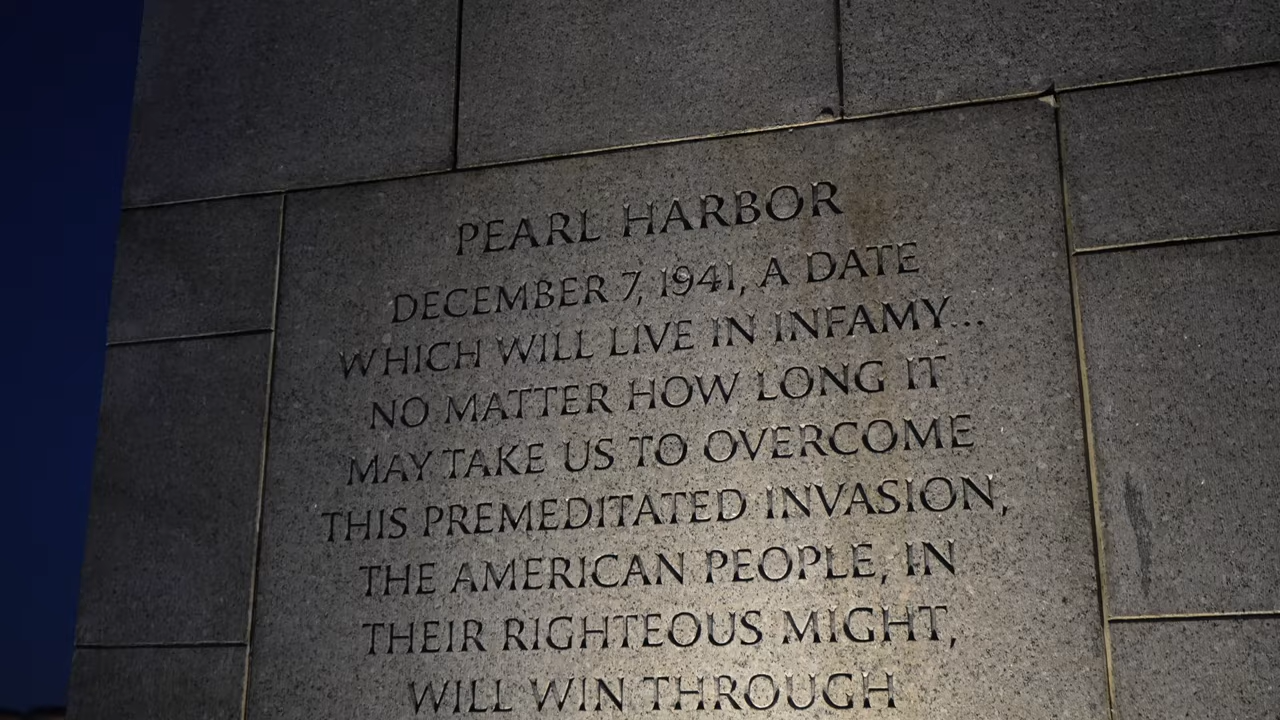 PEARL HARBOR
DECEMBER 7, 1941, A DATE
WHICH WILL LIVE IN INFAMY...
NO MATTER HOW LONG IT
MAY TAKE US TO OVERCOME
THIS PREMEDITATED INVASION,
THE AMERICAN PEOPLE, IN
THEIR RIGHTEOUS MIGHT,
WILL WIN THROUGH